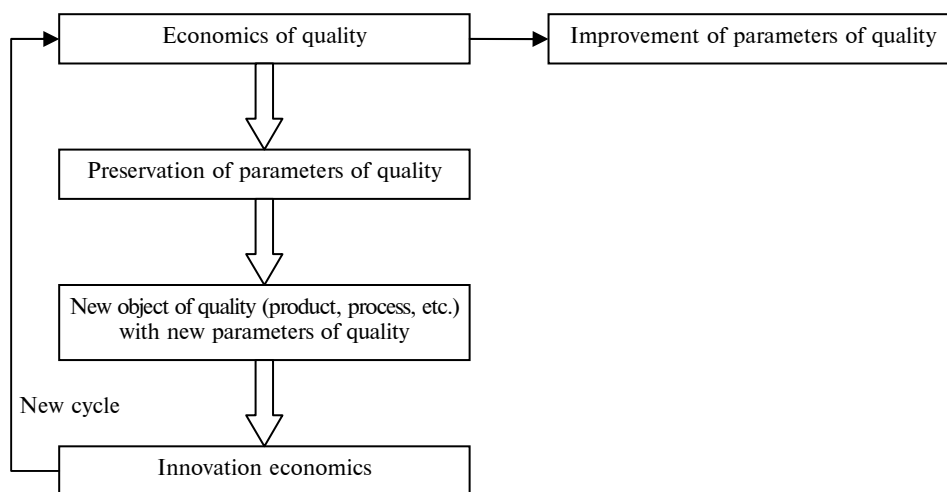 Economics of quality
Improvement of parameters of quality
Preservation of parameters of quality
New object of quality (product, process, etc.)
with new parameters of quality
New cycle
Innovation economics